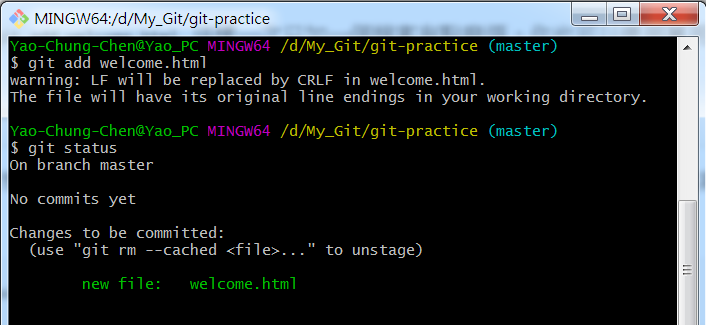 MINGW64:/d/My_Git/git-practice
Yao-Chung-Chen@Yao_PC MINGW64 /d/My_Git/git-practice (master)
$ git add welcome.html
warning: LF will be replaced by CRLF in welcome.html.
The file will have its original line endings in your working directory.
Yao-Chung-Chen@Yao_PC MINGW64 /d/My_Git/git-practice (master)
$ git status
On branch master
No commits yet
Changes to be committed:
(use "git rm --cached <file>..." to unstage)
new file: welcome.html